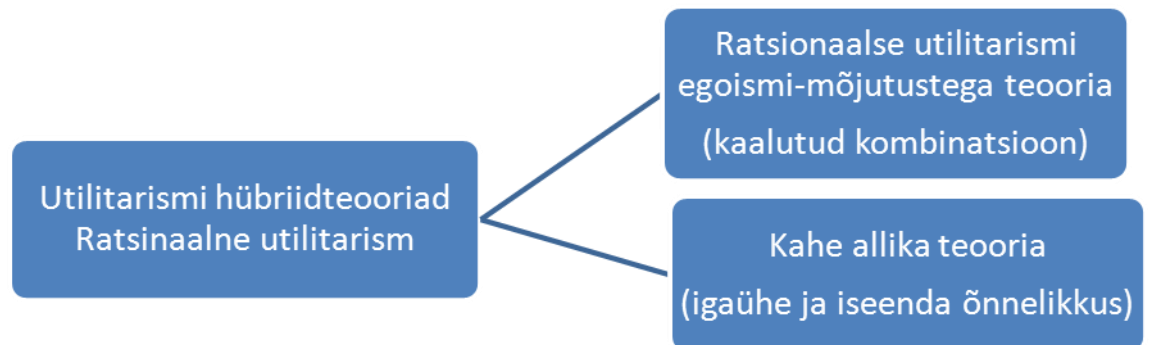 Utilitarismi hübriidteooriad
Ratsinaalne utilitarism
Ratsionaalse utilitarismi
egoismi-mõjutustega teooria
(kaalutud kombinatsioon)
Kahe allika teooria
(igaühe ja iseenda õnnelikkus)